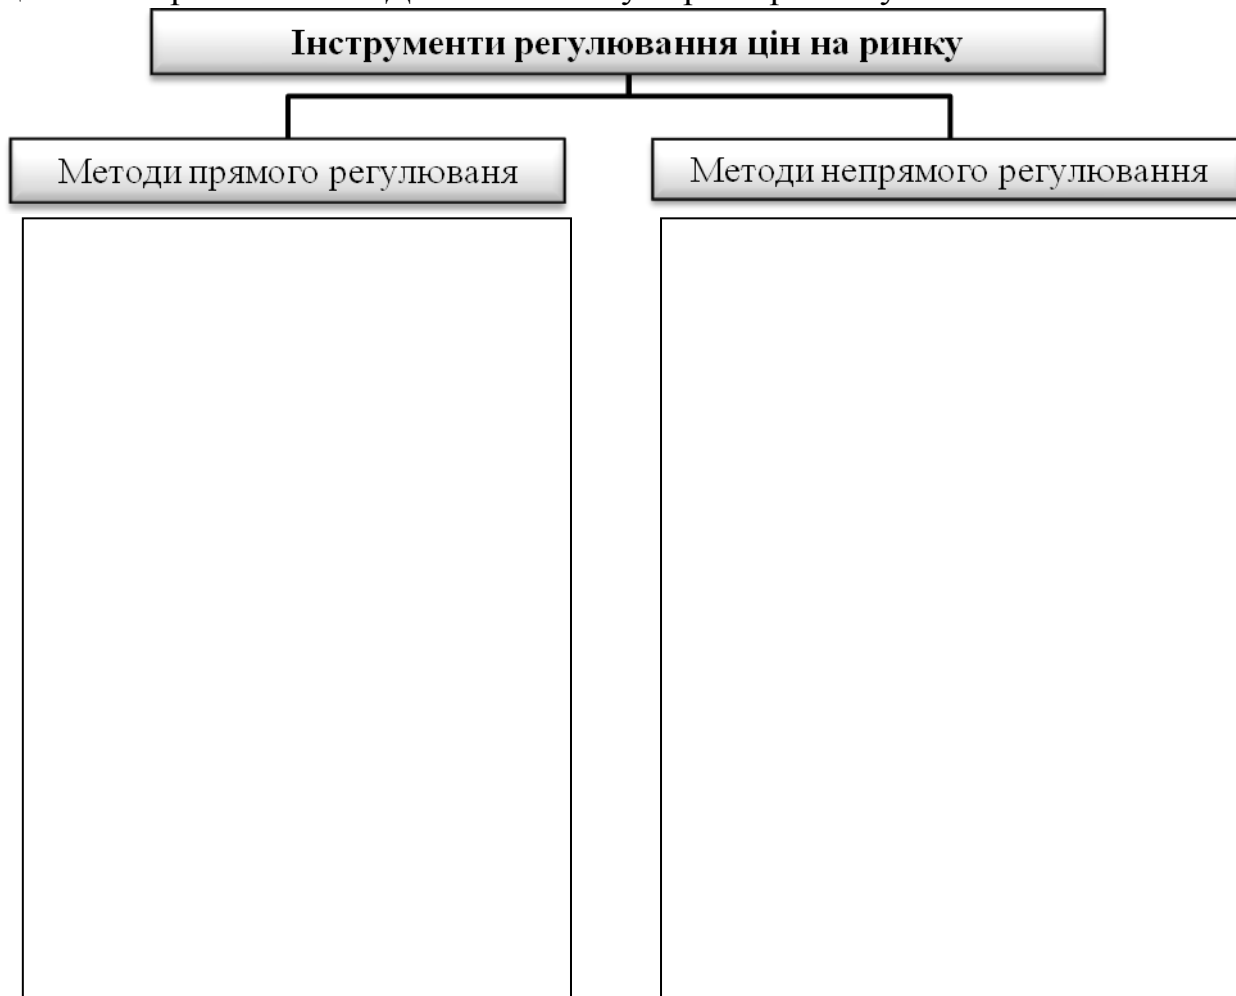 Інструменти регулювання цін на ринку
Методи прямого регулюваня
Методи непрямого регулювання